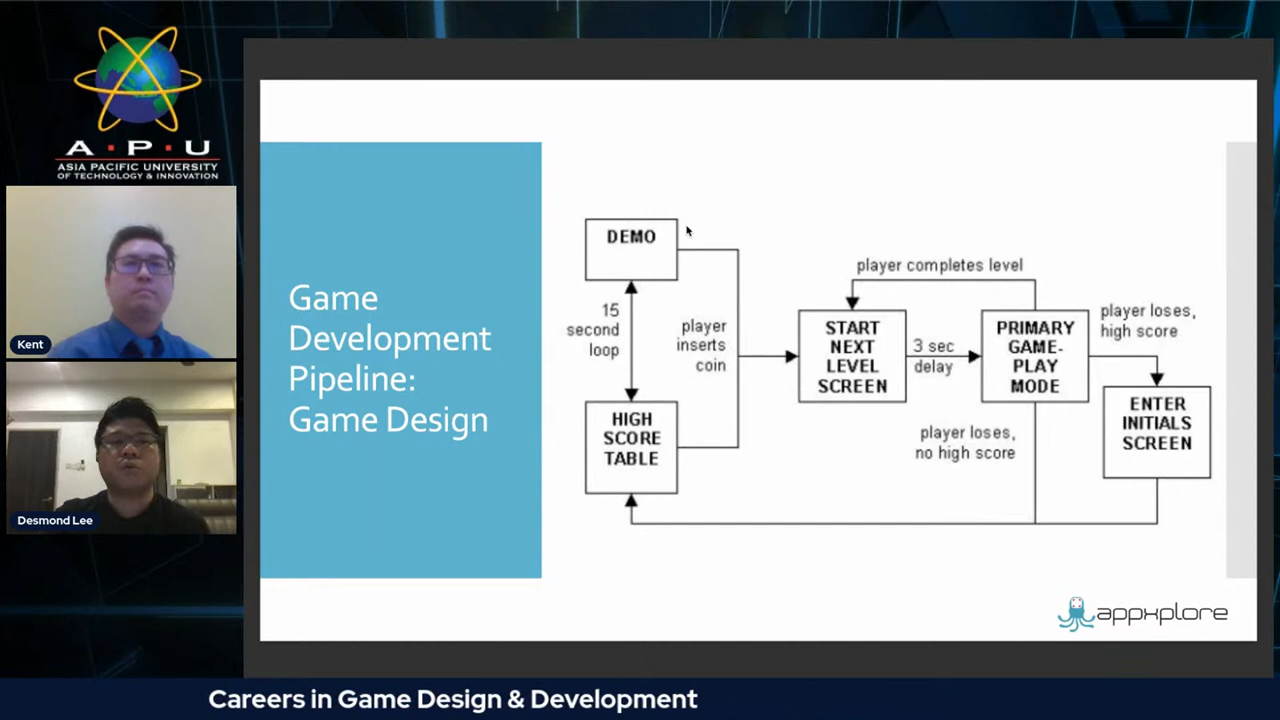 A·P·U
ASIA PACIFIC UNIVERSITY
OF TECHNOLOGY & INNOVATION
Kent
Desmond Lee
Game
Development
Pipeline:
Game Design
DEMO
15
second
loop
HIGH
SCORE
TABLE
player
inserts
coin
START
NEXT
LEVEL
SCREEN
player completes level
3 sec
delay
PRIMARY
GAME-
PLAY
MODE
player loses,
high score
player loses,
no high score
ENTER
INITIALS
SCREEN
appxplore
Careers in Game Design & Development